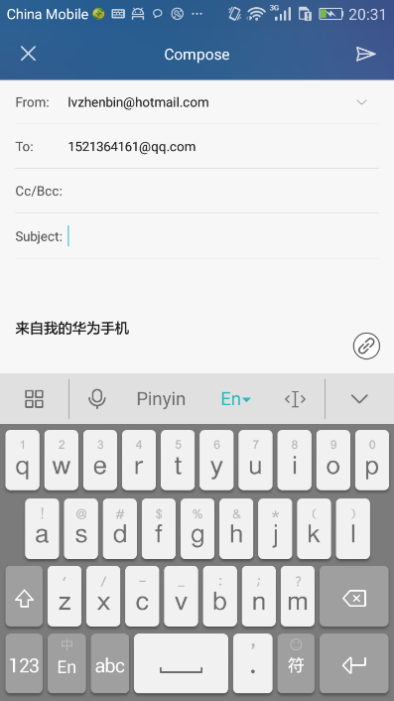 China Mobile ... 3G 20:31
Compose
From: lvzhenbin@hotmail.com
To: 1521364161@qq.com
Cc/Bcc:
Subject:
来自我的华为手机
Pinyin En
1 2 3 4 5 6 7 8 9 0
q w e r t y u i o p
! @ # $ % & * ( )
a s d f g h j k l
' / - _ : ; ?
z x c v b n m
中 ,
123 En abc . 符